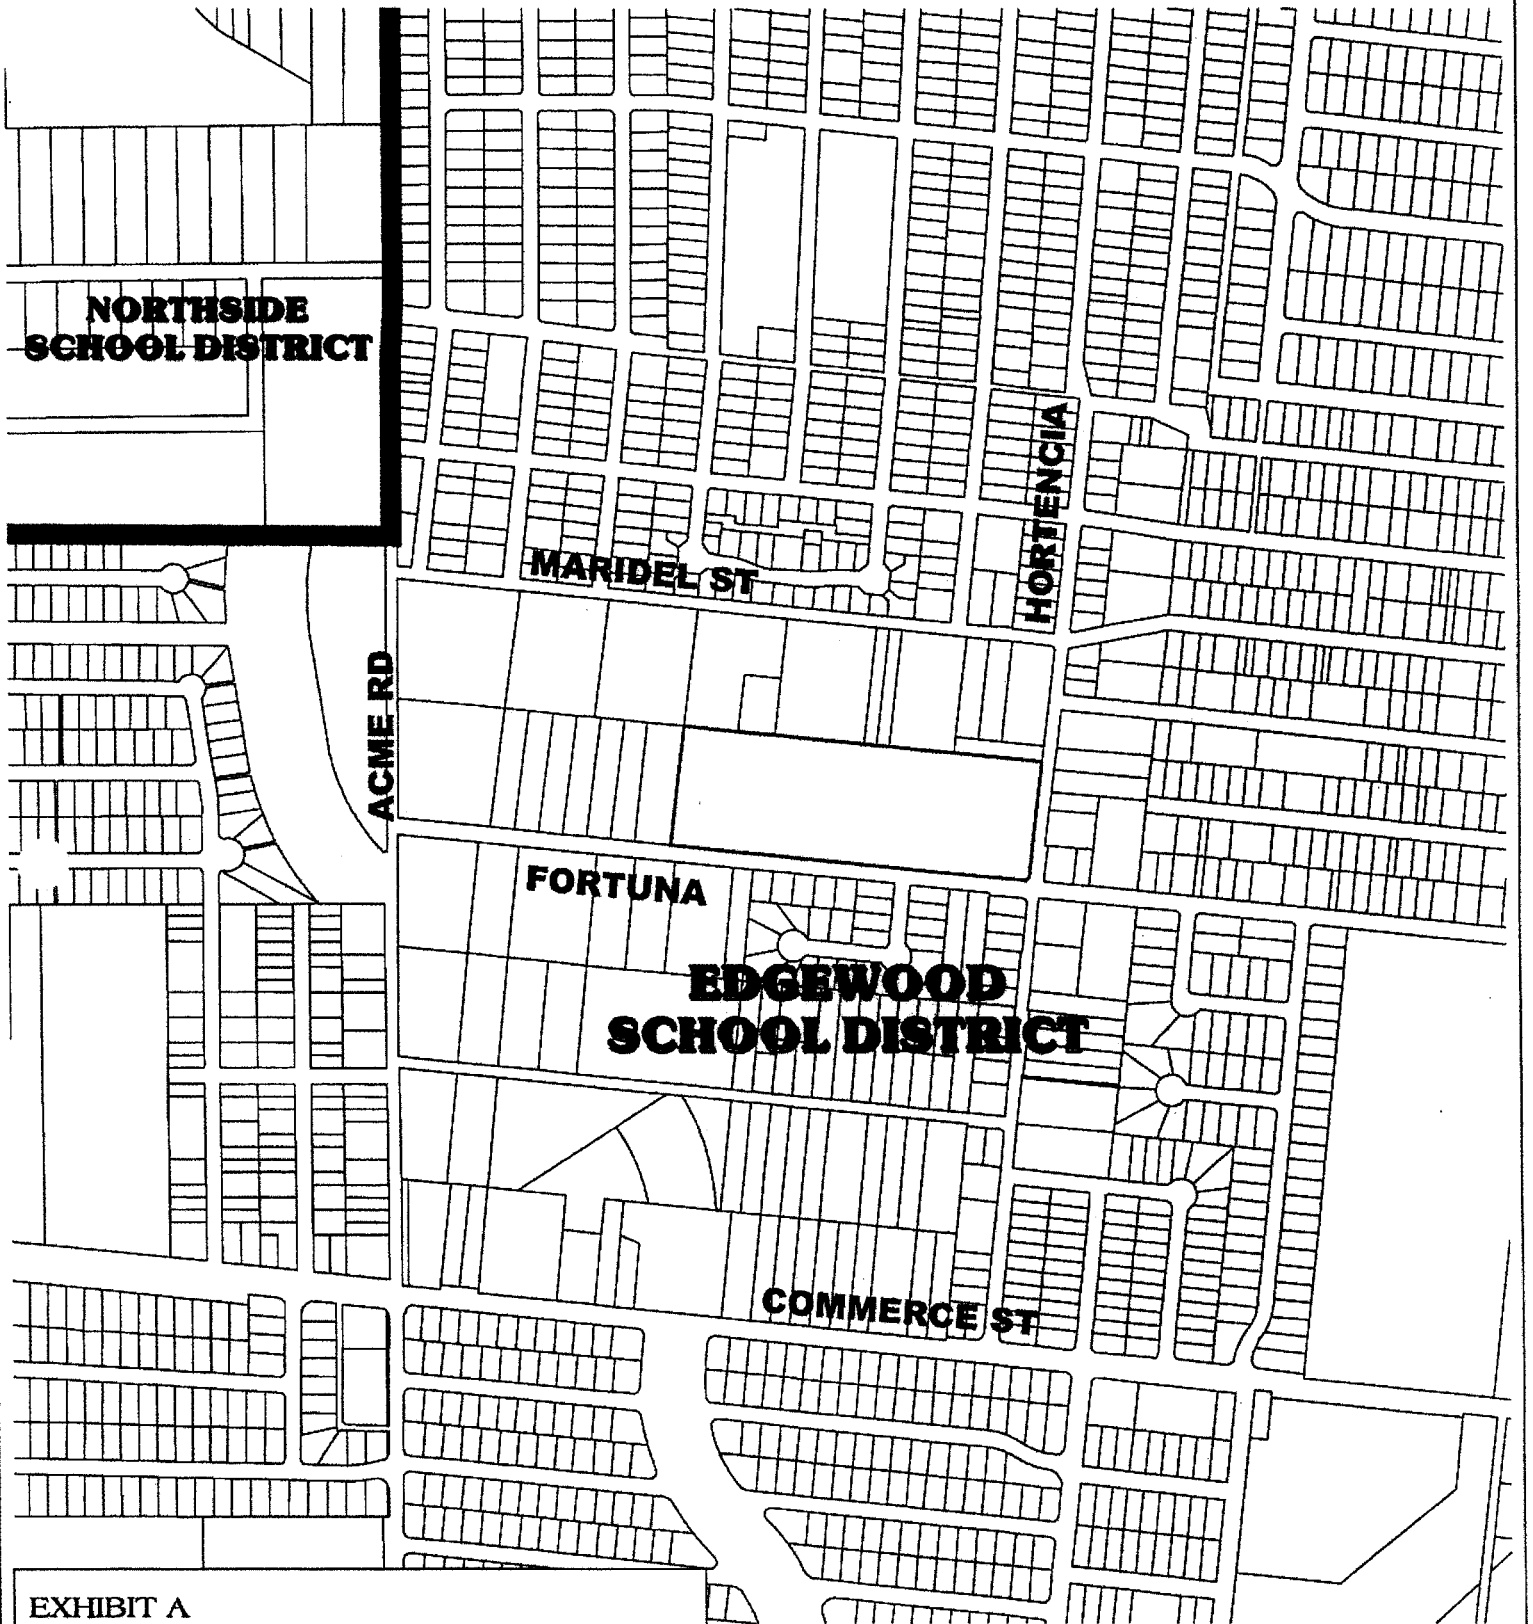 NORTHSIDE
SCHOOL DISTRICT
HORTENCIA
MARIDEL ST
ACME RD
FORTUNA
EDGEWOOD
SCHOOL DISTRICT
COMMERCE ST
EXHIBIT A